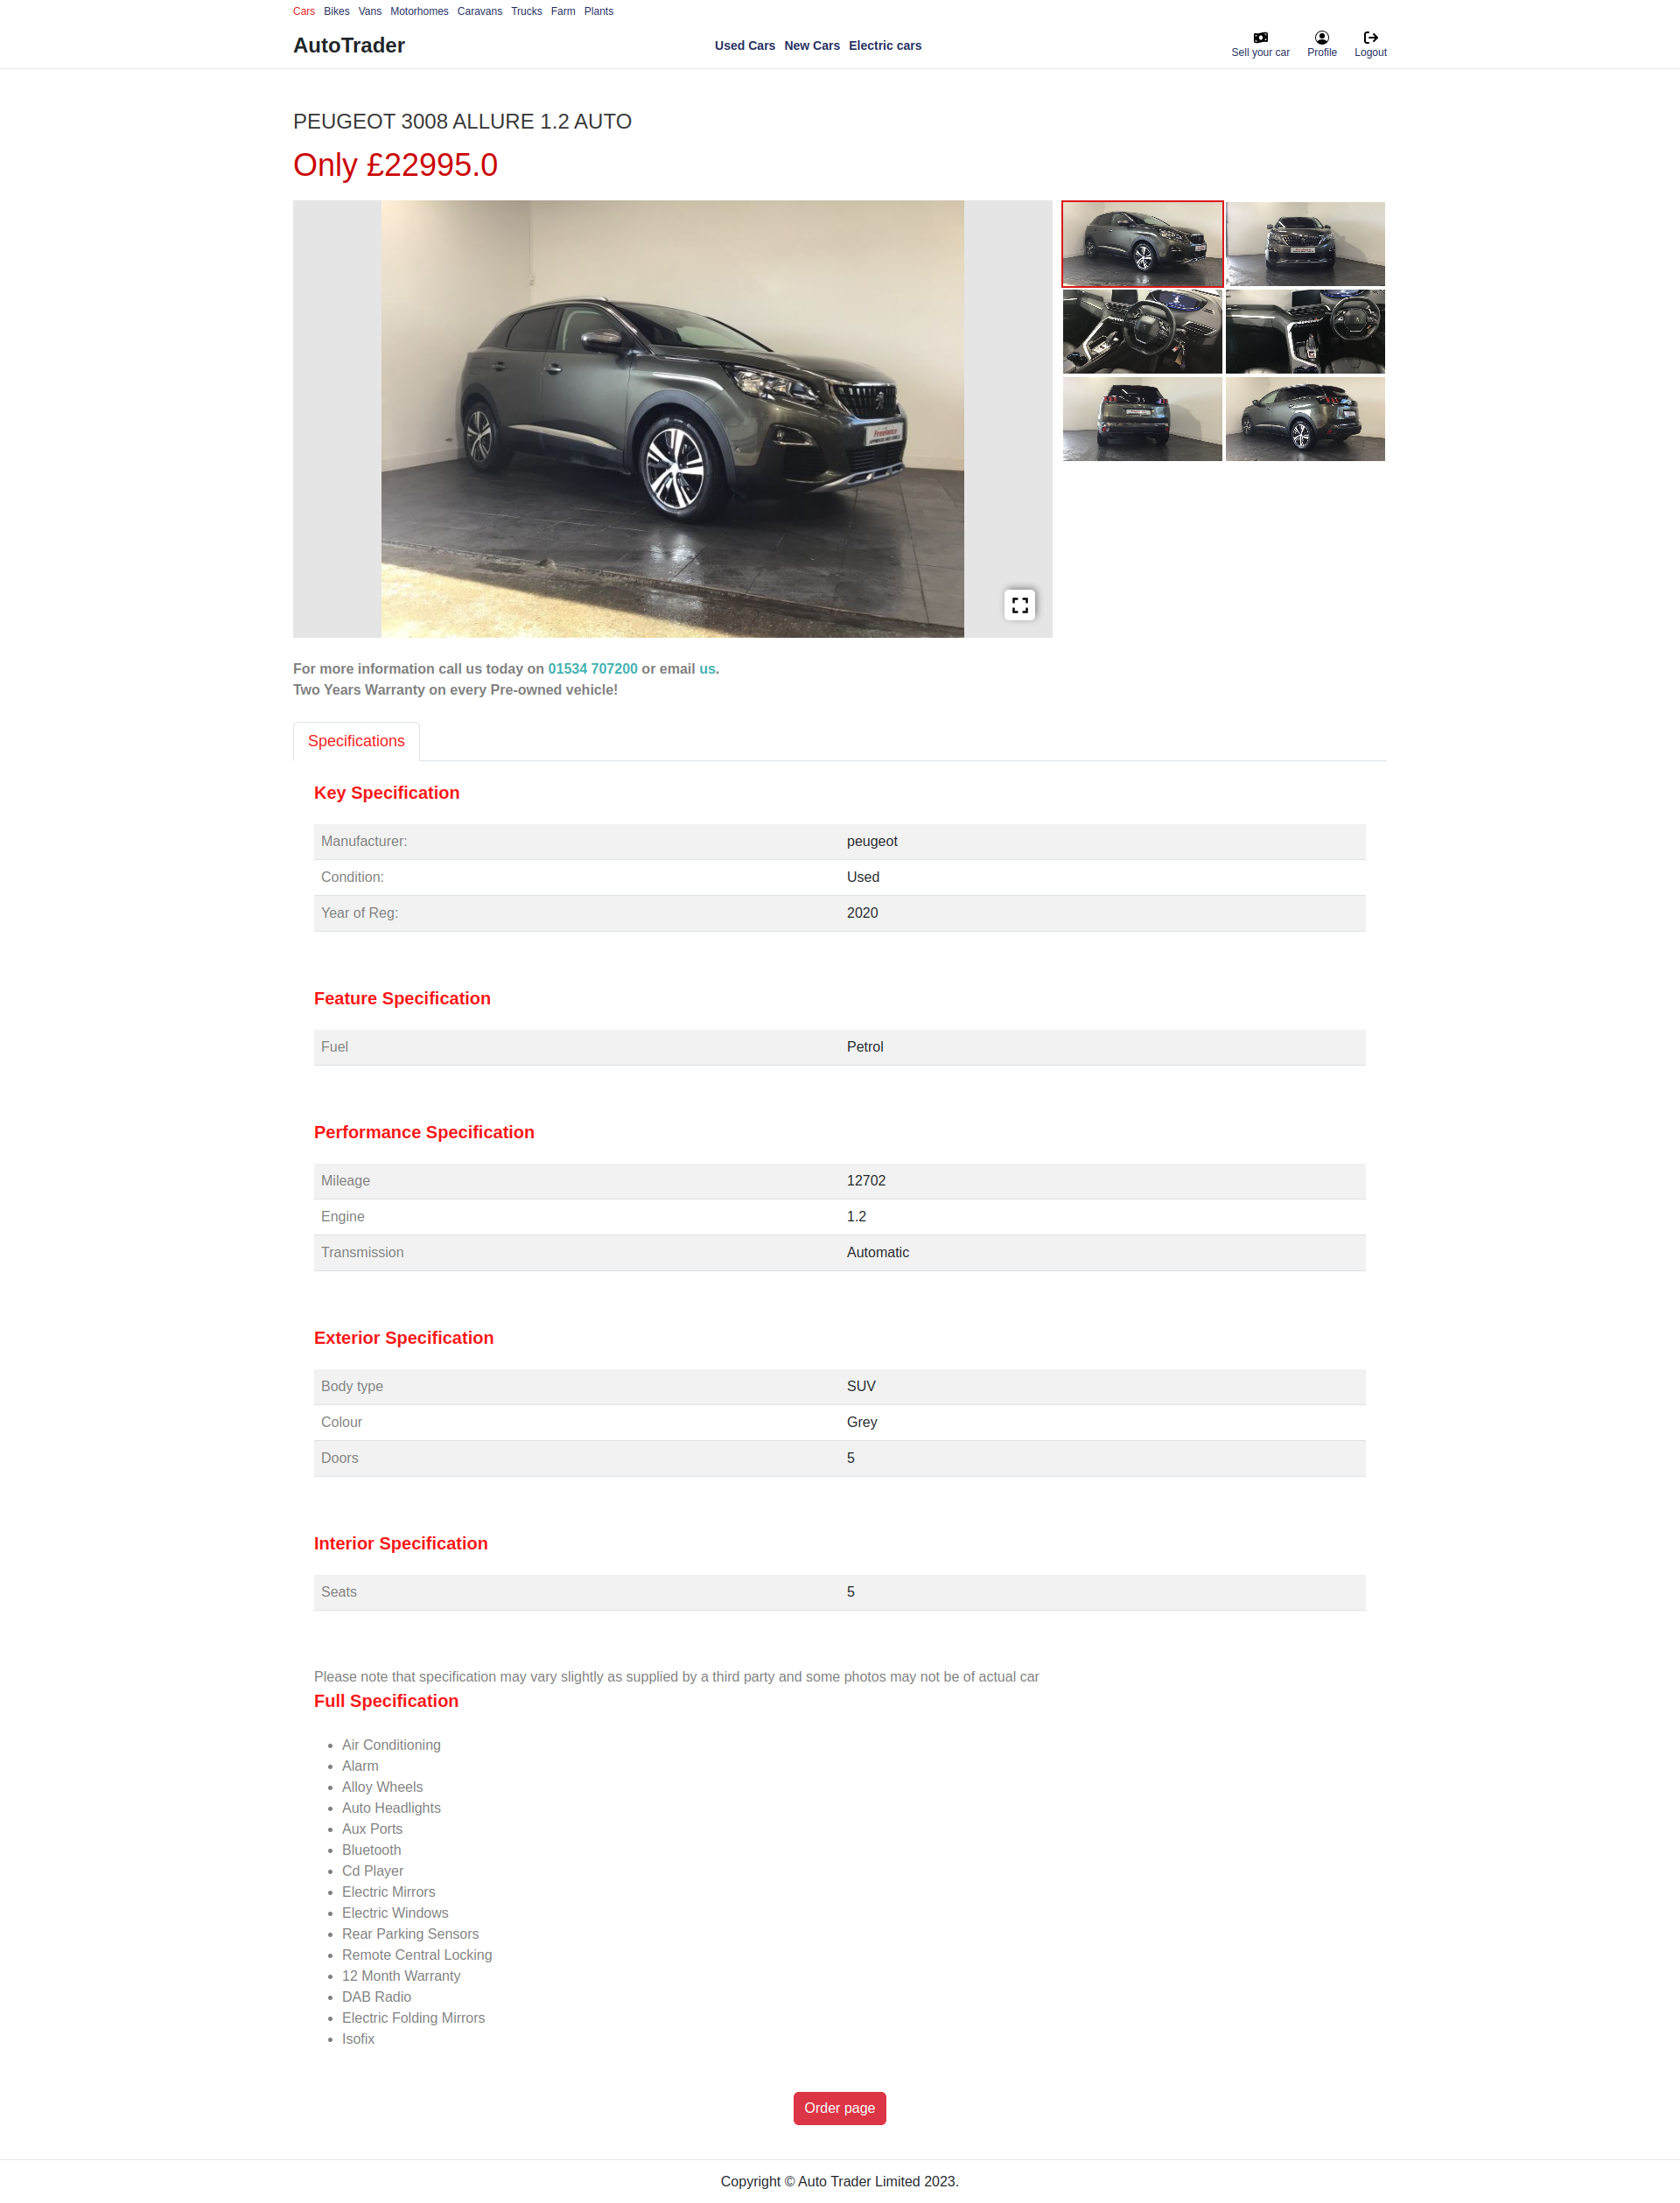 Cars Bikes Vans Motorhomes Caravans Trucks Farm Plants
AutoTrader
Used Cars New Cars Electric cars
Sell your car Profile Logout
PEUGEOT 3008 ALLURE 1.2 AUTO
Only £22995.0
Freelance
For more information call us today on 01534 707200 or email us.
Two Years Warranty on every Pre-owned vehicle!
Specifications
Key Specification
Manufacturer: peugeot
Condition: Used
Year of Reg: 2020
Feature Specification
Fuel Petrol
Performance Specification
Mileage 12702
Engine 1.2
Transmission Automatic
Exterior Specification
Body type SUV
Colour Grey
Doors 5
Interior Specification
Seats 5
Please note that specification may vary slightly as supplied by a third party and some photos may not be of actual car
Full Specification
Air Conditioning
Alarm
Alloy Wheels
Auto Headlights
Aux Ports
Bluetooth
Cd Player
Electric Mirrors
Electric Windows
Rear Parking Sensors
Remote Central Locking
12 Month Warranty
DAB Radio
Electric Folding Mirrors
Isofix
Order page
Copyright © Auto Trader Limited 2023.